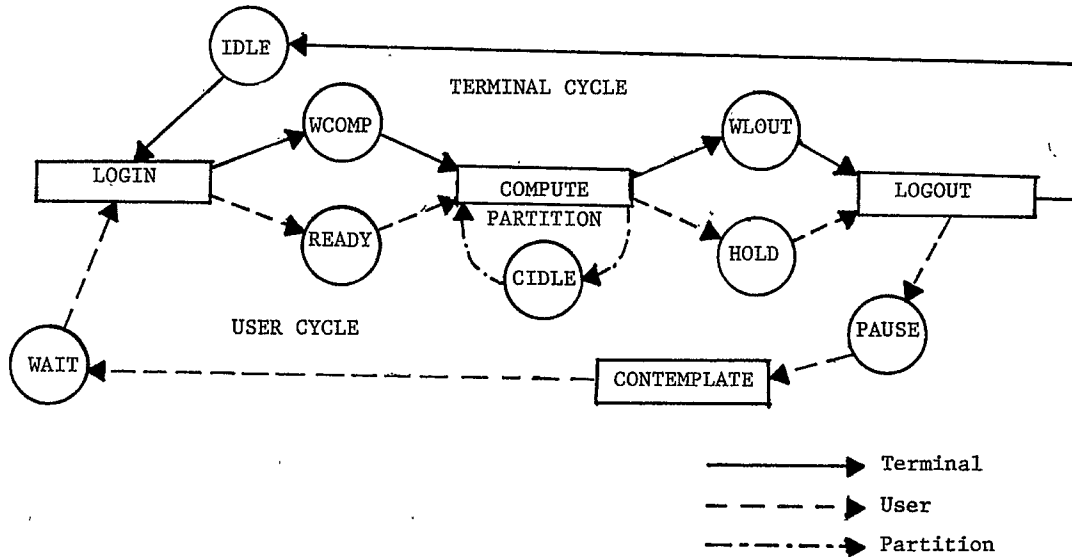 IDLE
TERMINAL CYCLE
WCOMP
WLOUT
LOGIN
COMPUTE
LOGOUT
READY
PARTITION
HOLD
CIDLE
USER CYCLE
PAUSE
WAIT
CONTEMPLATE
Terminal
User
Partition